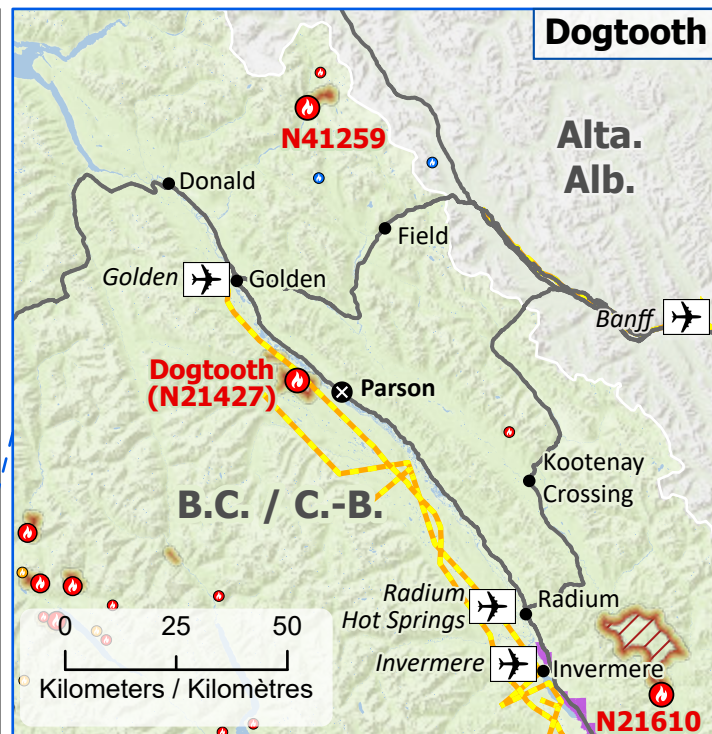 Dogtooth
N41259
Alta.
Alb.
Donald
Field
Golden
Golden
Banff
Dogtooth
(N21427)
Parson
Kootenay
Crossing
B.C. / C.-B.
Radium
Hot Springs
Radium
Invermere
Invermere
N21610
0 25 50
Kilometers / Kilomètres